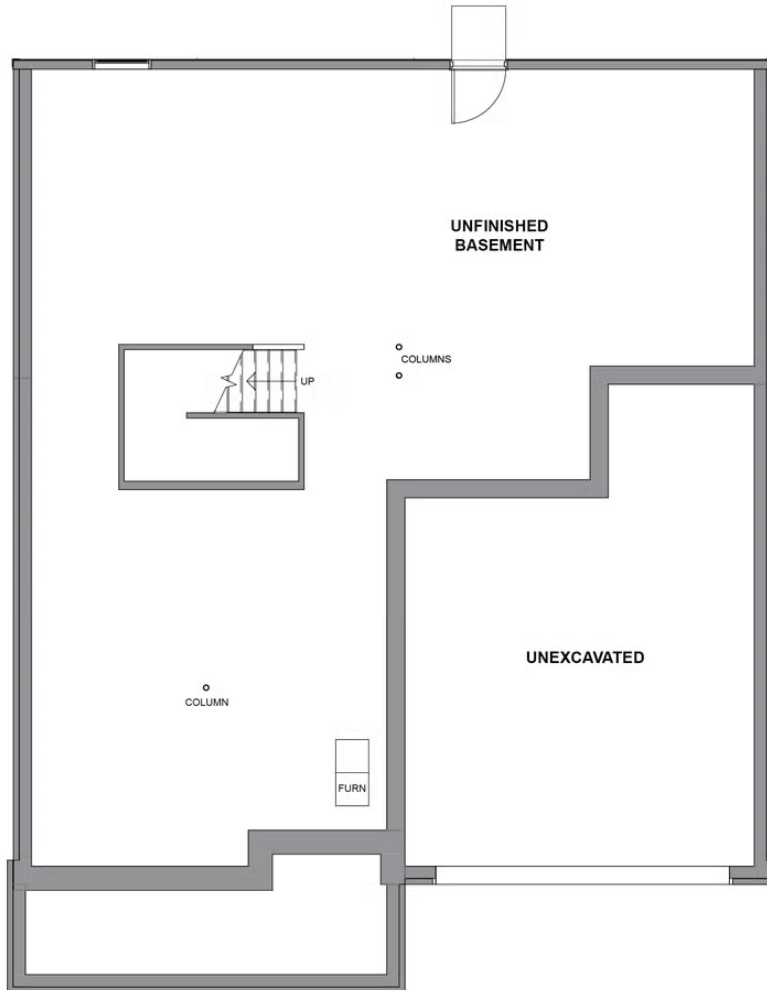 UNFINISHED
BASEMENT
COLUMNS
UP
UNEXCAVATED
COLUMN
FURN